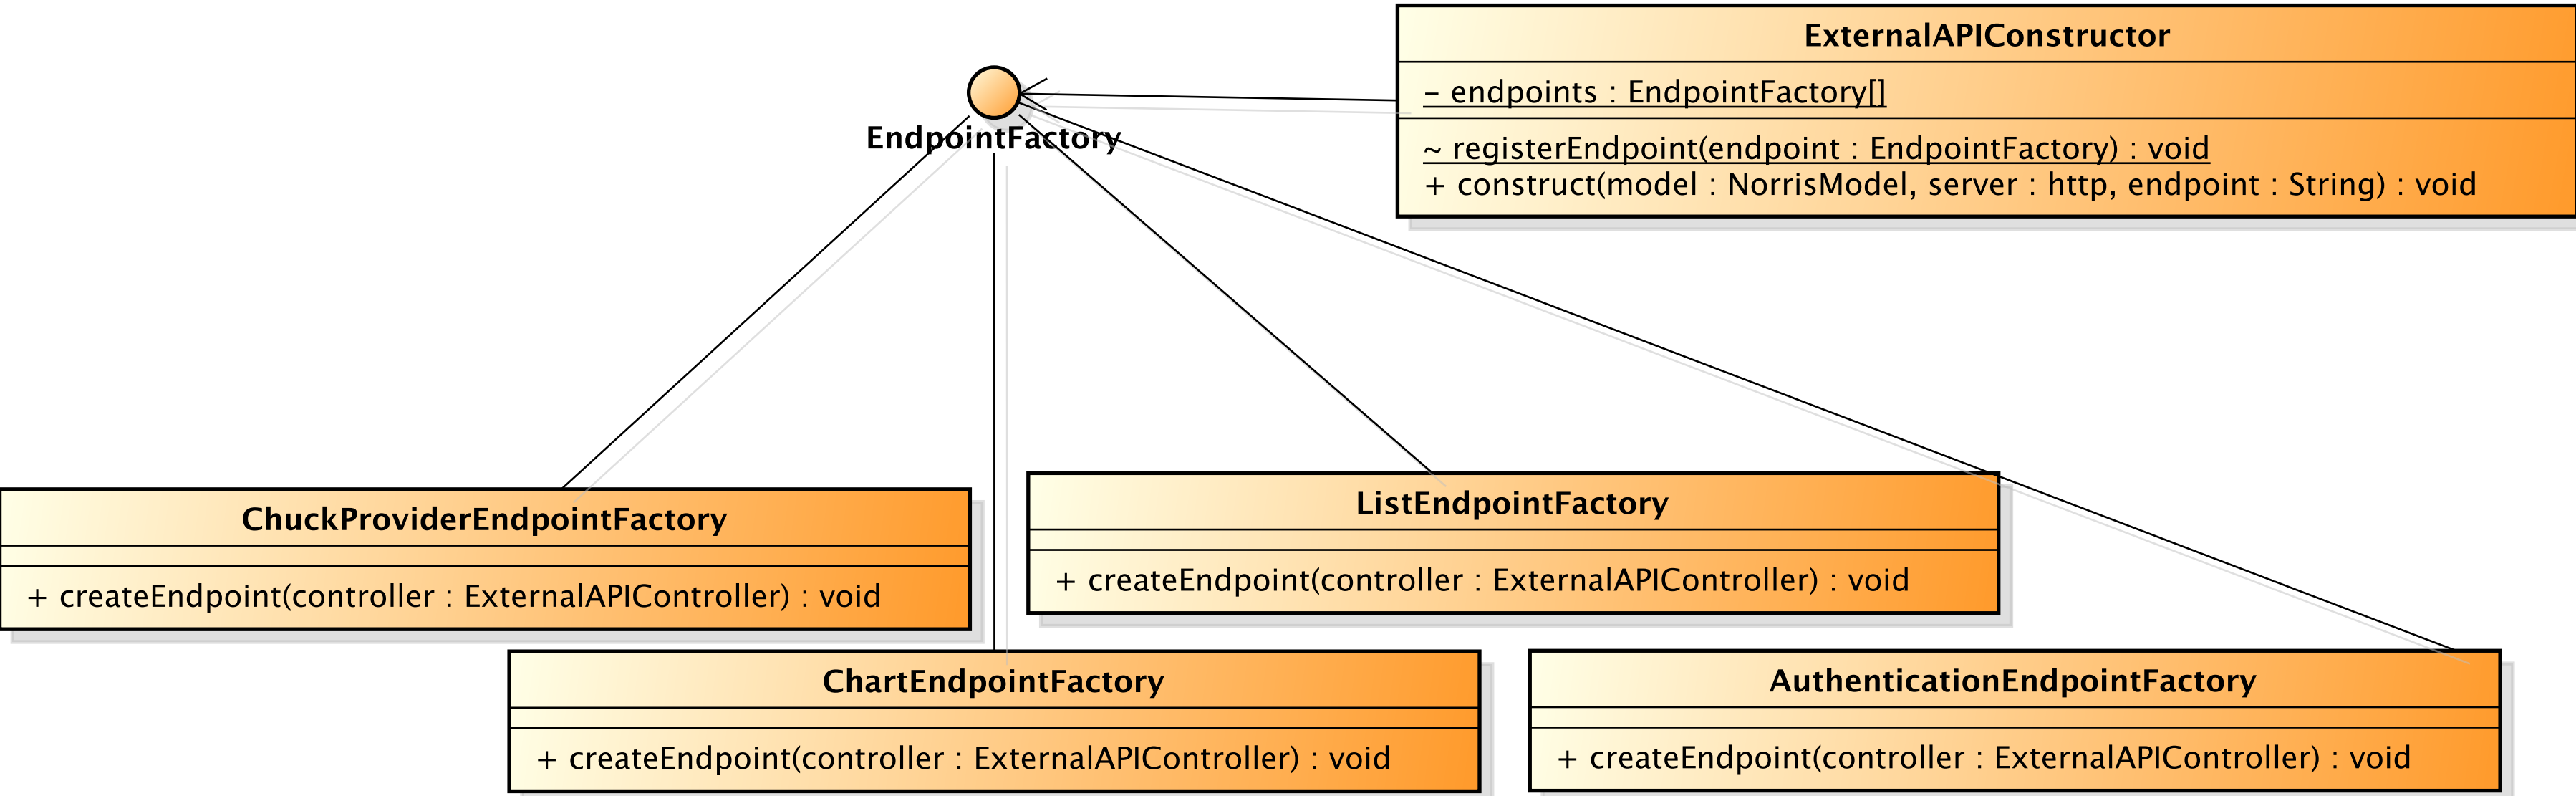 ExternalAPIConstructor
- endpoints : EndpointFactory[]
~ registerEndpoint(endpoint : EndpointFactory) : void
+ construct(model : NorrisModel, server : http, endpoint : String) : void
EndpointFactory
ChuckProviderEndpointFactory
+ createEndpoint(controller : ExternalAPIController) : void
ListEndpointFactory
+ createEndpoint(controller : ExternalAPIController) : void
ChartEndpointFactory
+ createEndpoint(controller : ExternalAPIController) : void
AuthenticationEndpointFactory
+ createEndpoint(controller : ExternalAPIController) : void